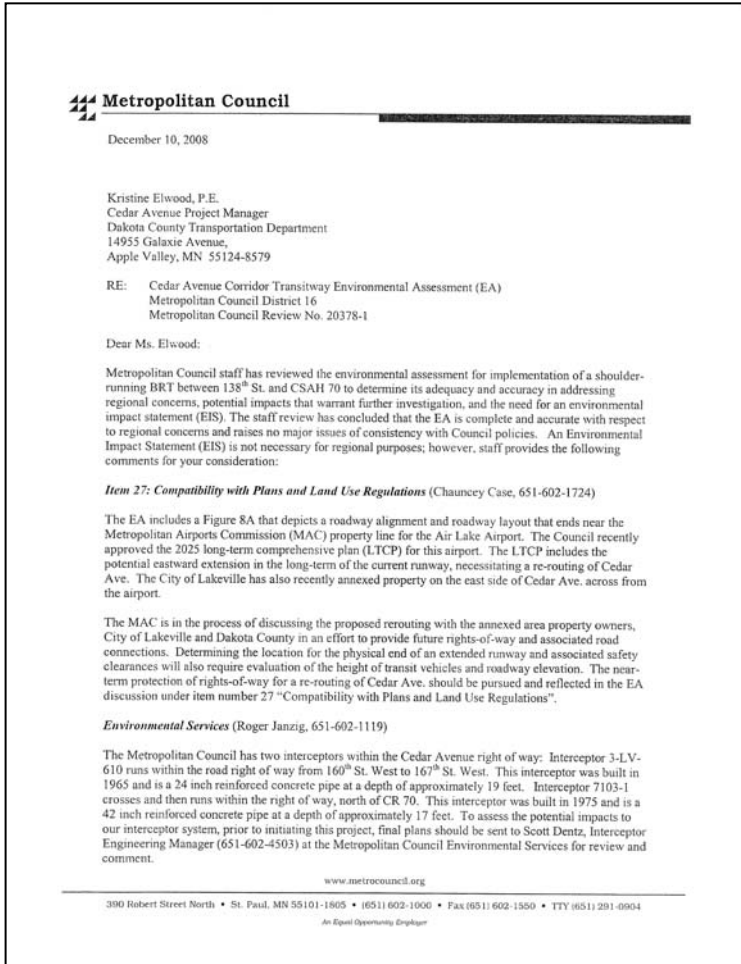 Metropolitan Council
December 10, 2008
Kristine Elwood, P.E.
Cedar Avenue Project Manager
Dakota County Transportation Department
14955 Galaxie Avenue,
Apple Valley, MN  55124-8579
RE: Cedar Avenue Corridor Transitway Environmental Assessment (EA)
Metropolitan Council District 16
Metropolitan Council Review No. 20378-1
Dear Ms. Elwood:
Metropolitan Council staff has reviewed the environmental assessment for implementation of a shoulder-
running BRT between 138th St. and CSAH 70 to determine its adequacy and accuracy in addressing
regional concerns, potential impacts that warrant further investigation, and the need for an environmental
impact statement (EIS). The staff review has concluded that the EA is complete and accurate with respect
to regional concerns and raises no major issues of consistency with Council policies. An Environmental
Impact Statement (EIS) is not necessary for regional purposes; however, staff provides the following
comments for your consideration:
Item 27: Compatibility with Plans and Land Use Regulations (Chauncey Case, 651-602-1724)
The EA includes a Figure 8A that depicts a roadway alignment and roadway layout that ends near the
Metropolitan Airports Commission (MAC) property line for the Air Lake Airport. The Council recently
approved the 2025 long-term comprehensive plan (LTCP) for this airport. The LTCP includes the
potential eastward extension in the long-term of the current runway, necessitating a re-routing of Cedar
Ave. The City of Lakeville has also recently annexed property on the east side of Cedar Ave. across from
the airport.
The MAC is in the process of discussing the proposed rerouting with the annexed area property owners,
City of Lakeville and Dakota County in an effort to provide future rights-of-way and associated road
connections. Determining the location for the physical end of an extended runway and associated safety
clearances will also require evaluation of the height of transit vehicles and roadway elevation. The near-
term protection of rights-of-way for a re-routing of Cedar Ave. should be pursued and reflected in the EA
discussion under item number 27 “Compatibility with Plans and Land Use Regulations”.
Environmental Services (Roger Janzig, 651-602-1119)
The Metropolitan Council has two interceptors within the Cedar Avenue right of way: Interceptor 3-LV-
610 runs within the road right of way from 160th St. West to 167th St. West. This interceptor was built in
1965 and is a 24 inch reinforced concrete pipe at a depth of approximately 19 feet. Interceptor 7103-1
crosses and then runs within the right of way, north of CR 70. This interceptor was built in 1975 and is a
42 inch reinforced concrete pipe at a depth of approximately 17 feet. To assess the potential impacts to
our interceptor system, prior to initiating this project, final plans should be sent to Scott Dentz, Interceptor
Engineering Manager (651-602-4503) at the Metropolitan Council Environmental Services for review and
comment.
www.metrocouncil.org
390 Robert Street North • St. Paul, MN 55101-1805 • (651) 602-1000 • Fax (651) 602-1550 • TTY (651) 291-0904
An Equal Opportunity Employer